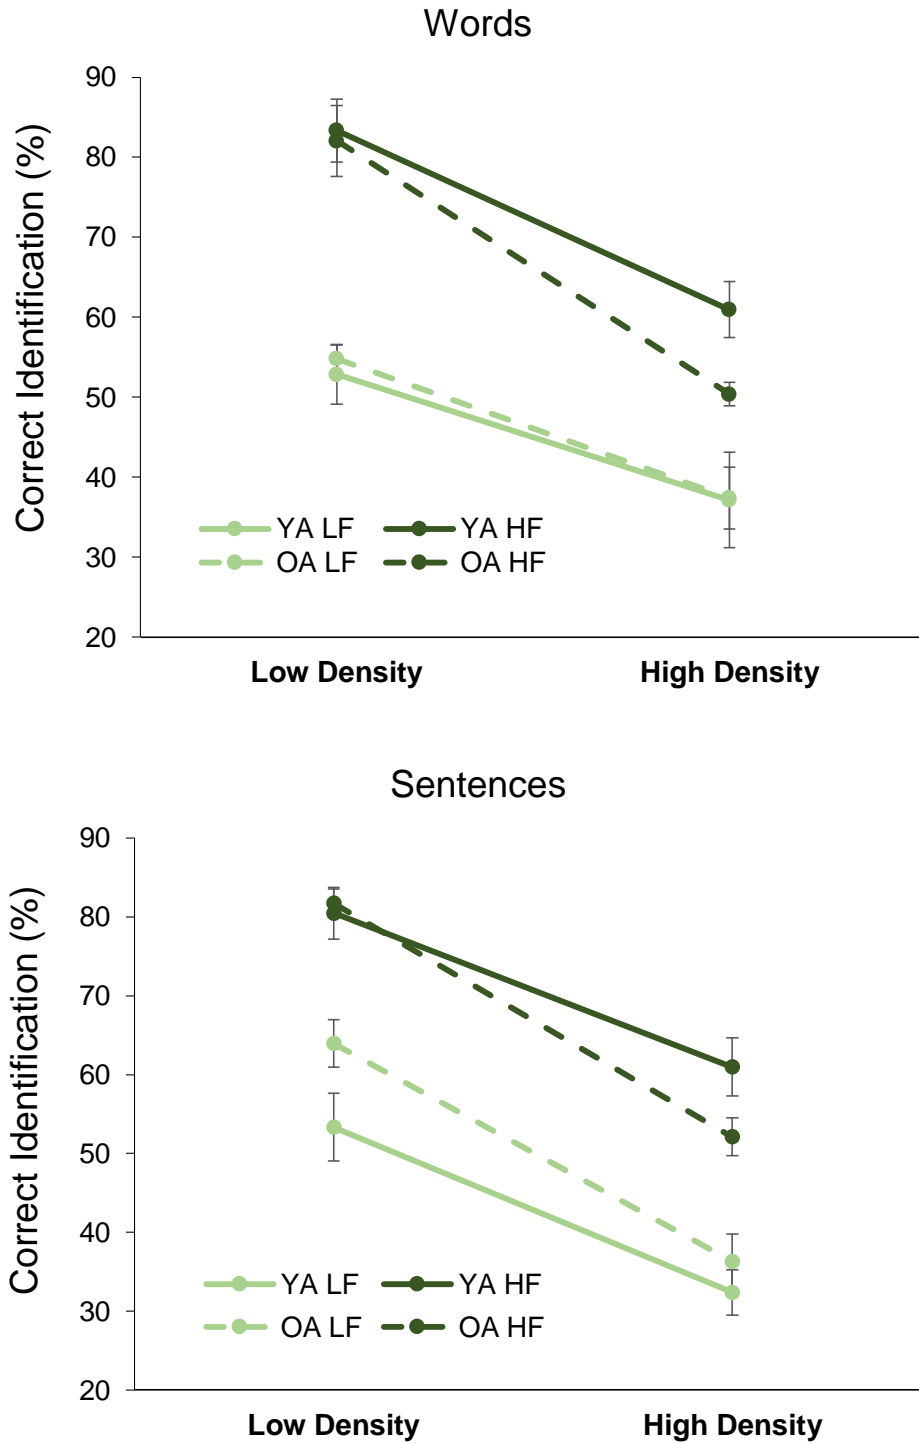 Words
Correct Identification (%)
90
80
70
60
50
40
30
20
YA LF YA HF
OA LF OA HF
Low Density High Density
Sentences
Correct Identification (%)
90
80
70
60
50
40
30
20
YA LF YA HF
OA LF OA HF
Low Density High Density